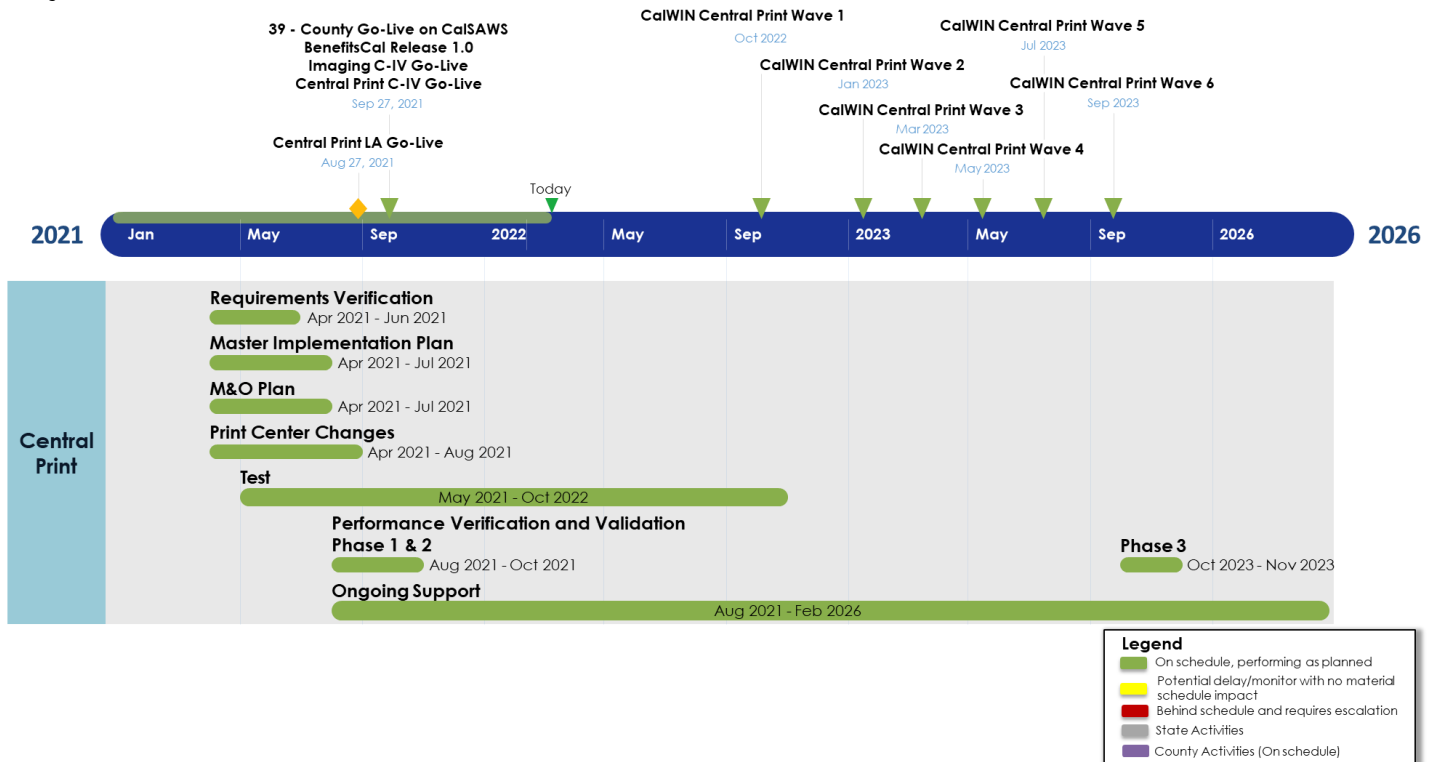 39 - County Go-Live on CalSAWS
BenefitsCal Release 1.0
Imaging C-IV Go-Live
Central Print C-IV Go-Live
Sep 27, 2021
Central Print LA Go-Live
Aug 27, 2021
CalWIN Central Print Wave 1
Oct 2022
CalWIN Central Print Wave 2
Jan 2023
CalWIN Central Print Wave 3
Mar 2023
CalWIN Central Print Wave 4
May 2023
CalWIN Central Print Wave 5
Jul 2023
CalWIN Central Print Wave 6
Sep 2023
Today
2021
Jan
May
Sep
2022
May
Sep
2023
May
Sep
2026
2026
Central
Print
Requirements Verification
Apr 2021 - Jun 2021
Master Implementation Plan
Apr 2021 - Jul 2021
M&O Plan
Apr 2021 - Jul 2021
Print Center Changes
Apr 2021 - Aug 2021
Test
May 2021 - Oct 2022
Performance Verification and Validation
Phase 1 & 2
Aug 2021 - Oct 2021
Phase 3
Oct 2023 - Nov 2023
Ongoing Support
Aug 2021 - Feb 2026
Legend
On schedule, performing as planned
Potential delay/monitor with no material
schedule impact
Behind schedule and requires escalation
State Activities
County Activities (On schedule)